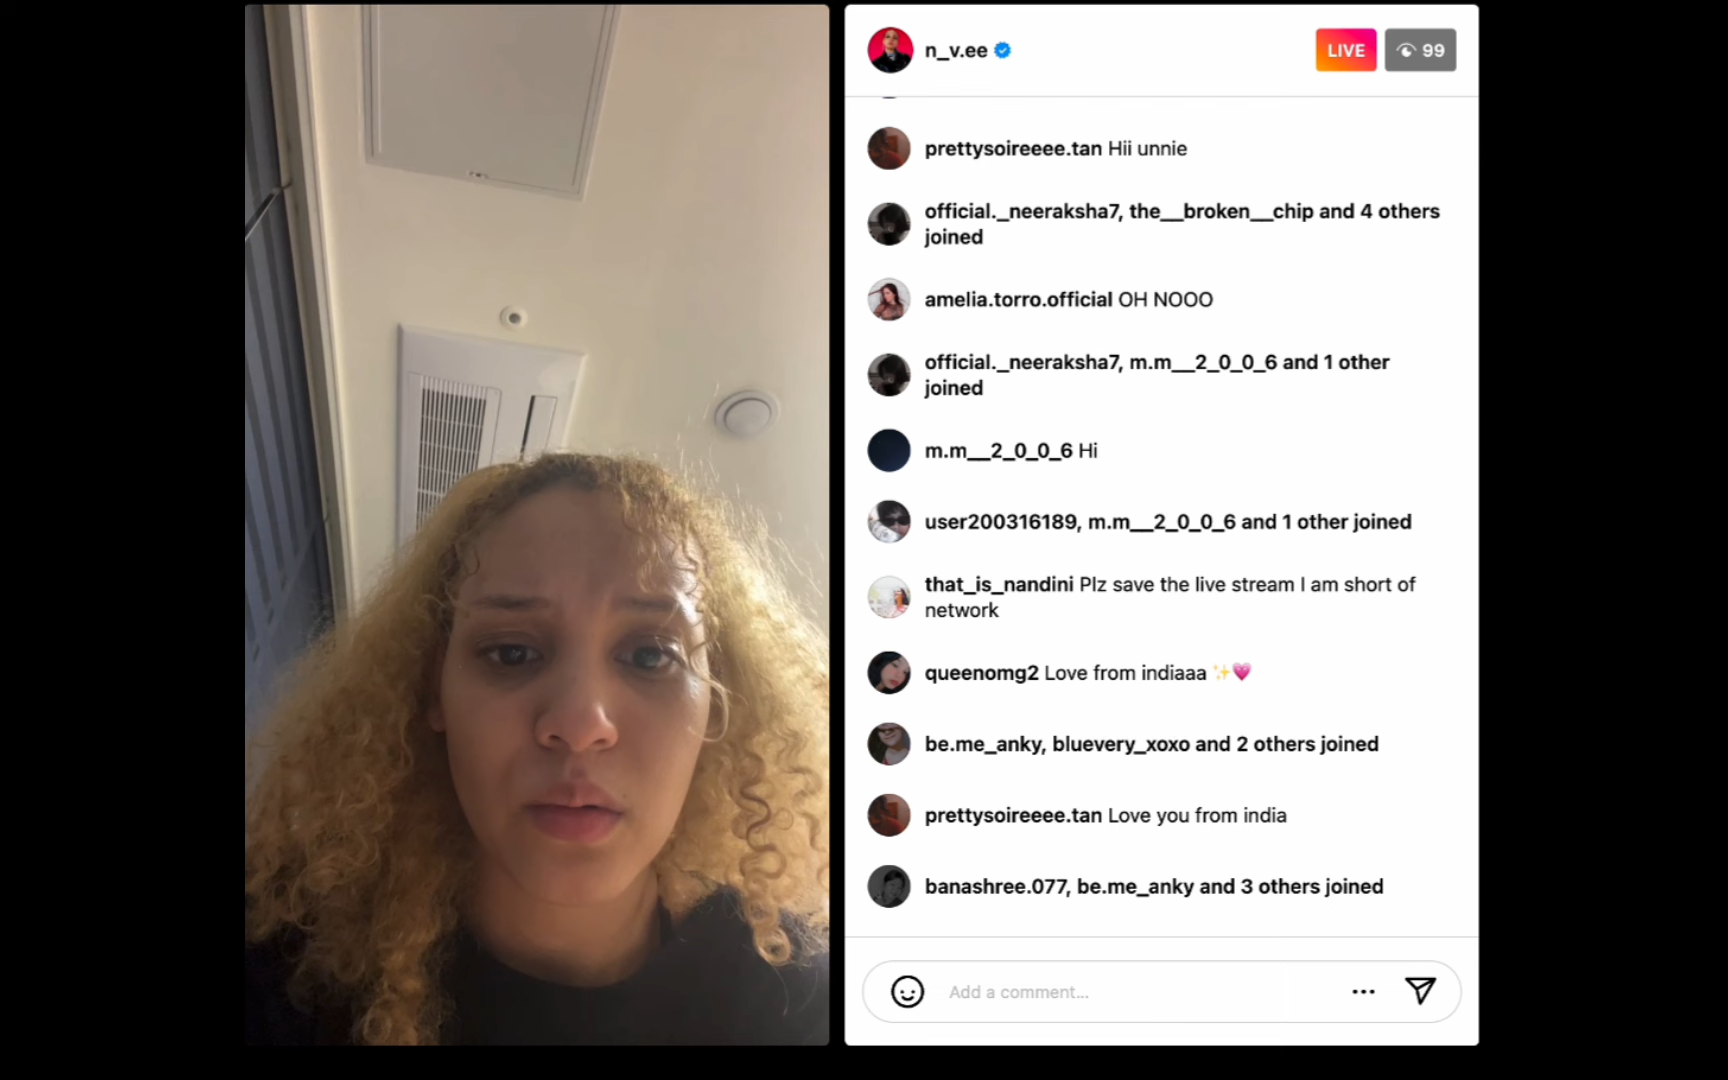 n_v.ee
LIVE
99
prettysoireeee.tan Hii unnie
official._neeraksha7, the__broken__chip and 4 others
joined
amelia.torro.official OH NOOO
official._neeraksha7, m.m__2_0_0_6 and 1 other
joined
m.m__2_0_0_6 Hi
user200316189, m.m__2_0_0_6 and 1 other joined
that_is_nandini Plz save the live stream I am short of
network
queenomg2 Love from indiaaa ✨💗
be.me_anky, bluevery_xoxo and 2 others joined
prettysoireeee.tan Love you from india
banashree.077, be.me_anky and 3 others joined
Add a comment...